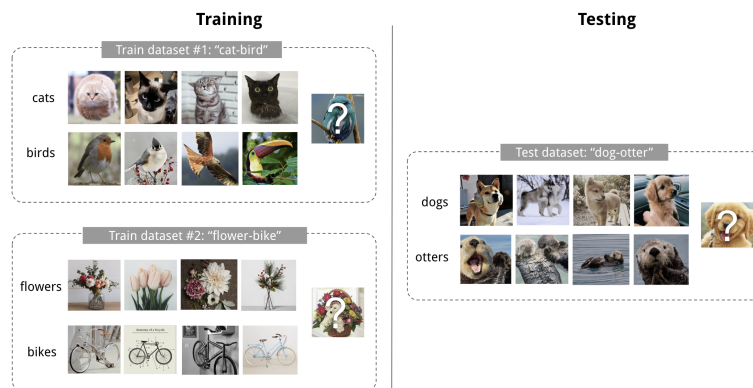 Training
Testing
Train dataset #1: “cat-bird”
cats
?
birds
Test dataset: “dog-otter”
dogs
?
otters
Train dataset #2: “flower-bike”
flowers
?
bikes